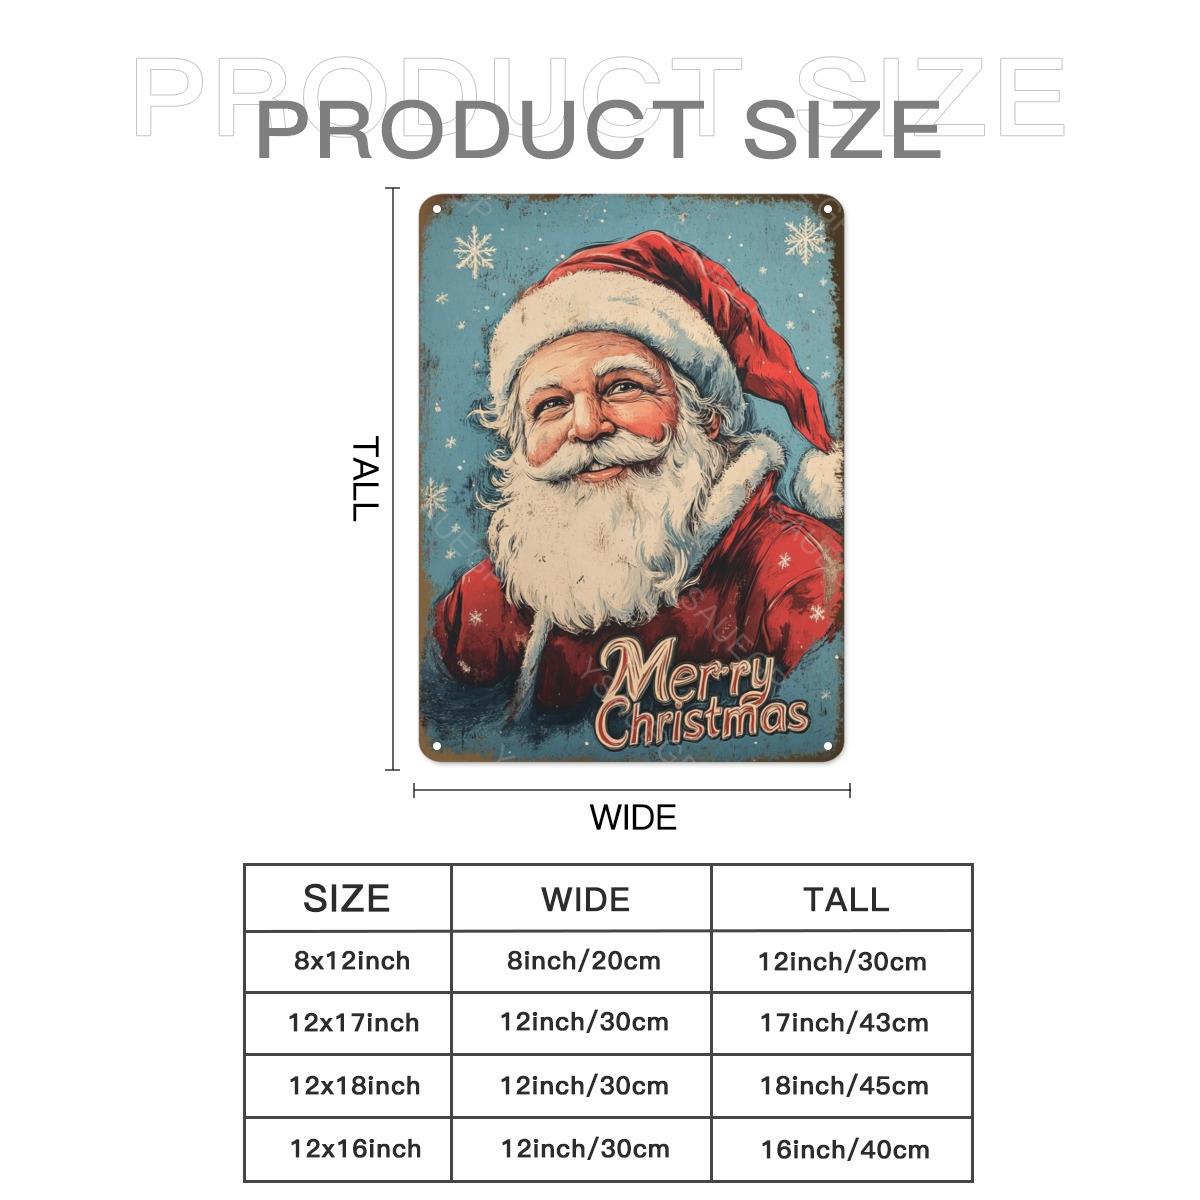 PRODUCT SIZE
PRODUCT SIZE
TALL
Merry
Christmas
WIDE
SIZE WIDE TALL
8x12inch 8inch/20cm 12inch/30cm
12x17inch 12inch/30cm 17inch/43cm
12x18inch 12inch/30cm 18inch/45cm
12x16inch 12inch/30cm 16inch/40cm